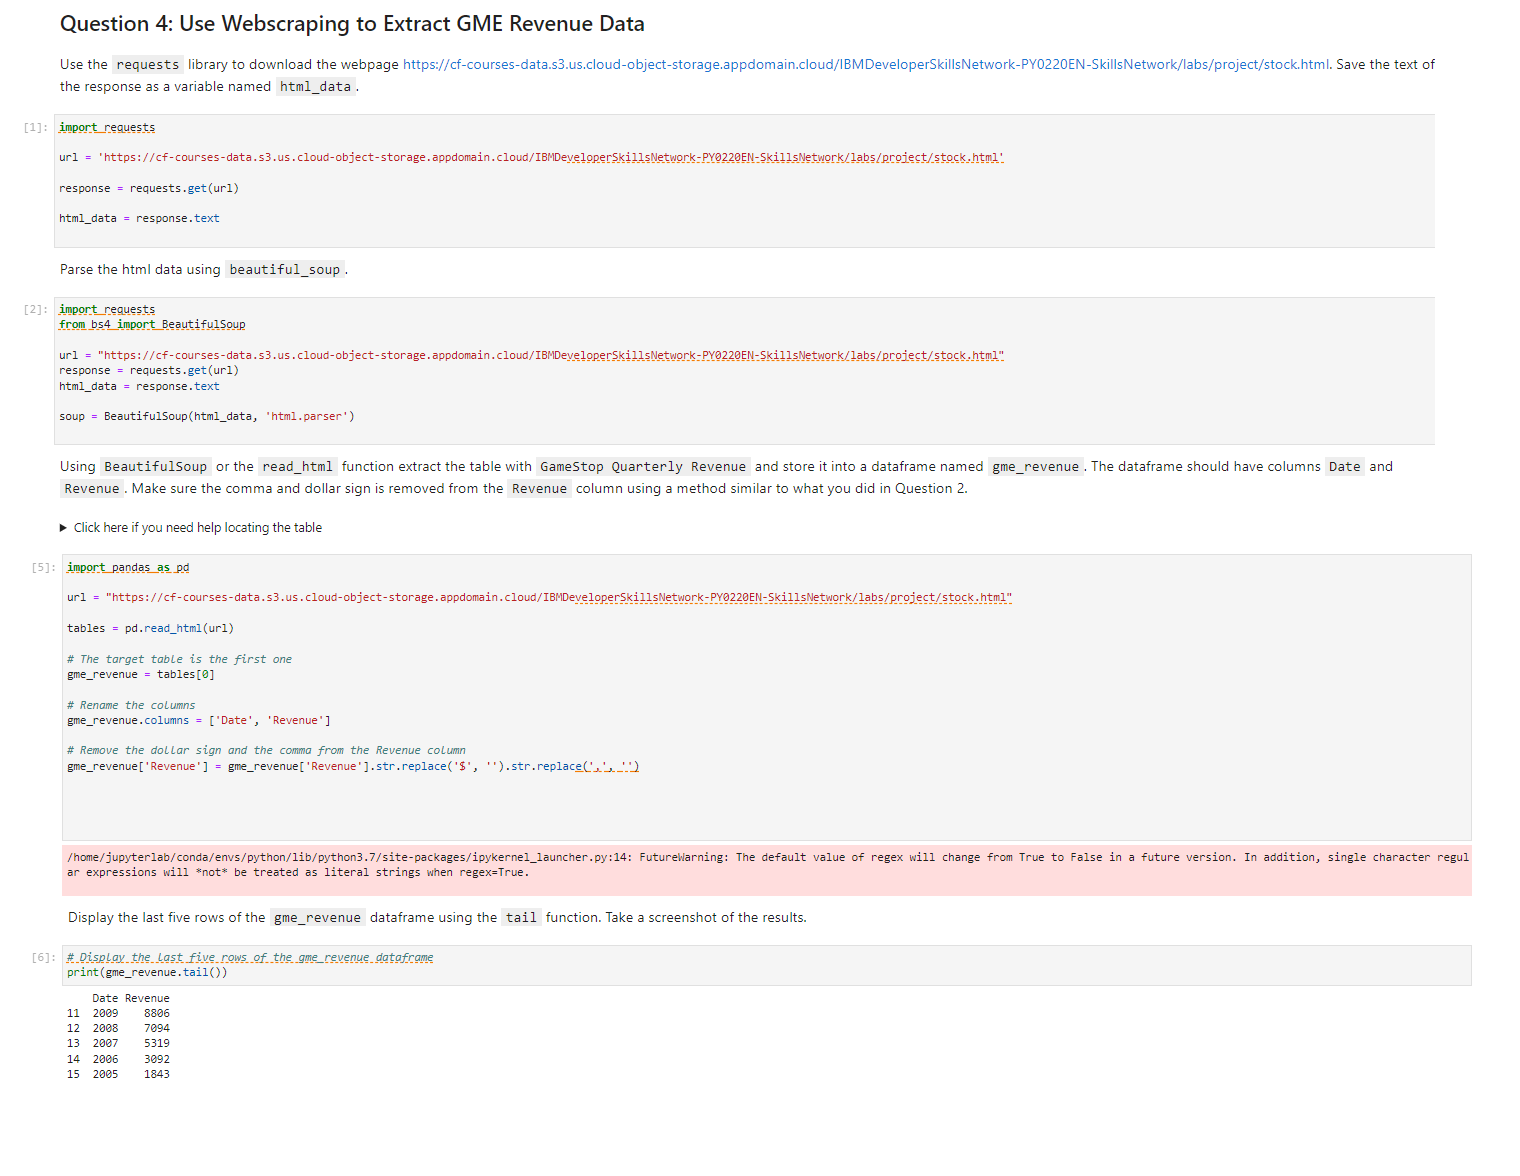 Question 4: Use Webscraping to Extract GME Revenue Data
Use the requests library to download the webpage https://cf-courses-data.s3.us.cloud-object-storage.appdomain.cloud/IBMDeveloperSkillsNetwork-PY0220EN-SkillsNetwork/labs/project/stock.html. Save the text of
the response as a variable named html_data .
[1]: import requests
url = 'https://cf-courses-data.s3.us.cloud-object-storage.appdomain.cloud/IBMDeveloperSkillsNetwork-PY0220EN-SkillsNetwork/labs/project/stock.html'
response = requests.get(url)
html_data = response.text
Parse the html data using beautiful_soup .
[2]: import requests
from bs4 import BeautifulSoup
url = "https://cf-courses-data.s3.us.cloud-object-storage.appdomain.cloud/IBMDeveloperSkillsNetwork-PY0220EN-SkillsNetwork/labs/project/stock.html"
response = requests.get(url)
html_data = response.text
soup = BeautifulSoup(html_data, 'html.parser')
Using BeautifulSoup or the read_html function extract the table with GameStop Quarterly Revenue and store it into a dataframe named gme_revenue . The dataframe should have columns Date and
Revenue . Make sure the comma and dollar sign is removed from the Revenue column using a method similar to what you did in Question 2.
▶ Click here if you need help locating the table
[5]: import pandas as pd
url = "https://cf-courses-data.s3.us.cloud-object-storage.appdomain.cloud/IBMDeveloperSkillsNetwork-PY0220EN-SkillsNetwork/labs/project/stock.html"
tables = pd.read_html(url)
# The target table is the first one
gme_revenue = tables[0]
# Rename the columns
gme_revenue.columns = ['Date', 'Revenue']
# Remove the dollar sign and the comma from the Revenue column
gme_revenue['Revenue'] = gme_revenue['Revenue'].str.replace('$', '').str.replace(',', '')
/home/jupyterlab/conda/envs/python/lib/python3.7/site-packages/ipykernel_launcher.py:14: FutureWarning: The default value of regex will change from True to False in a future version. In addition, single character regul
ar expressions will *not* be treated as literal strings when regex=True.
Display the last five rows of the gme_revenue dataframe using the tail function. Take a screenshot of the results.
[6]: # Display the last five rows of the gme_revenue dataframe
print(gme_revenue.tail())
Date Revenue
11 2009 8806
12 2008 7094
13 2007 5319
14 2006 3092
15 2005 1843